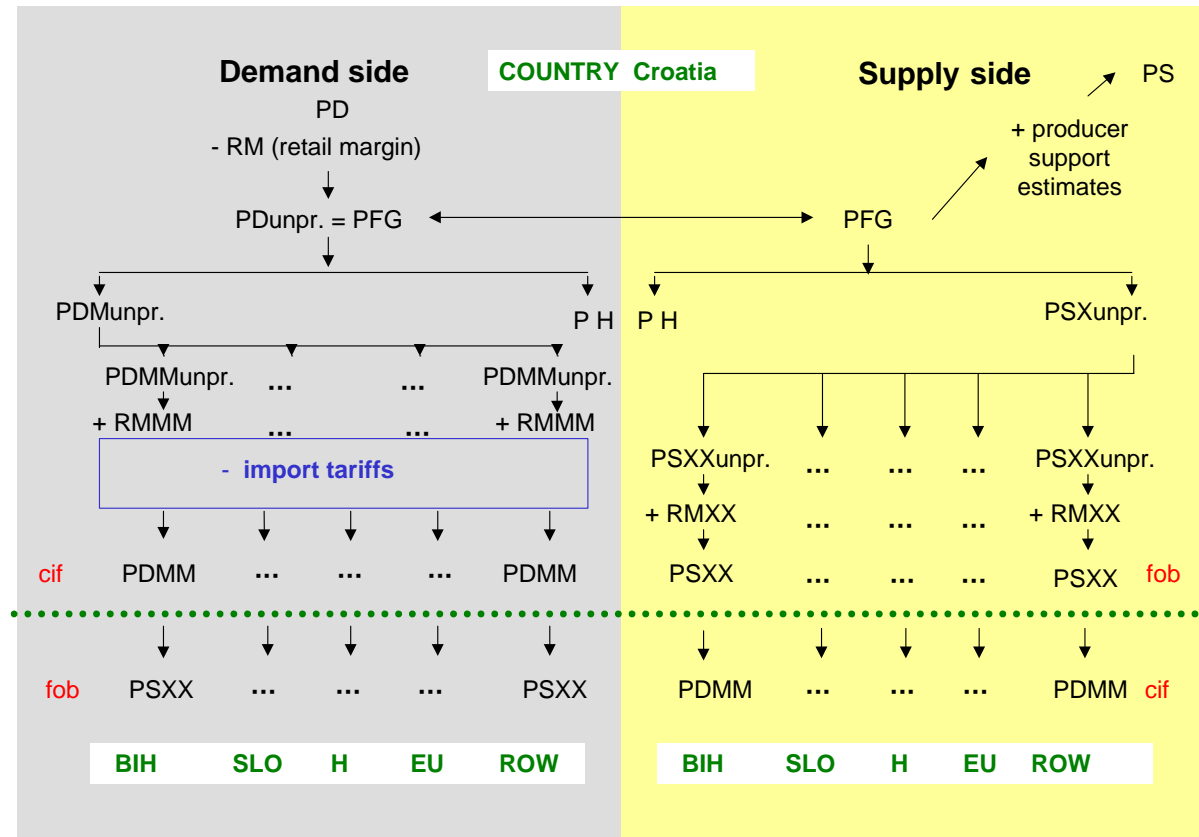 Demand side
COUNTRY Croatia
Supply side
PS
PD
- RM (retail margin)
+ producer
support
estimates
PDunpr. = PFG
PFG
PDMunpr.
P H
P H
PSXunpr.
PDMMunpr. ... ... PDMMunpr.
+ RMMM ... ... + RMMM
- import tariffs
PSXXunpr. ... ... ... PSXXunpr.
+ RMXX ... ... ... + RMXX
cif PDMM ... ... ... PDMM
PSXX ... ... ... PSXX fob
fob PSXX ... ... ... PSXX
PDMM ... ... ... PDMM cif
BIH SLO H EU ROW
BIH SLO H EU ROW